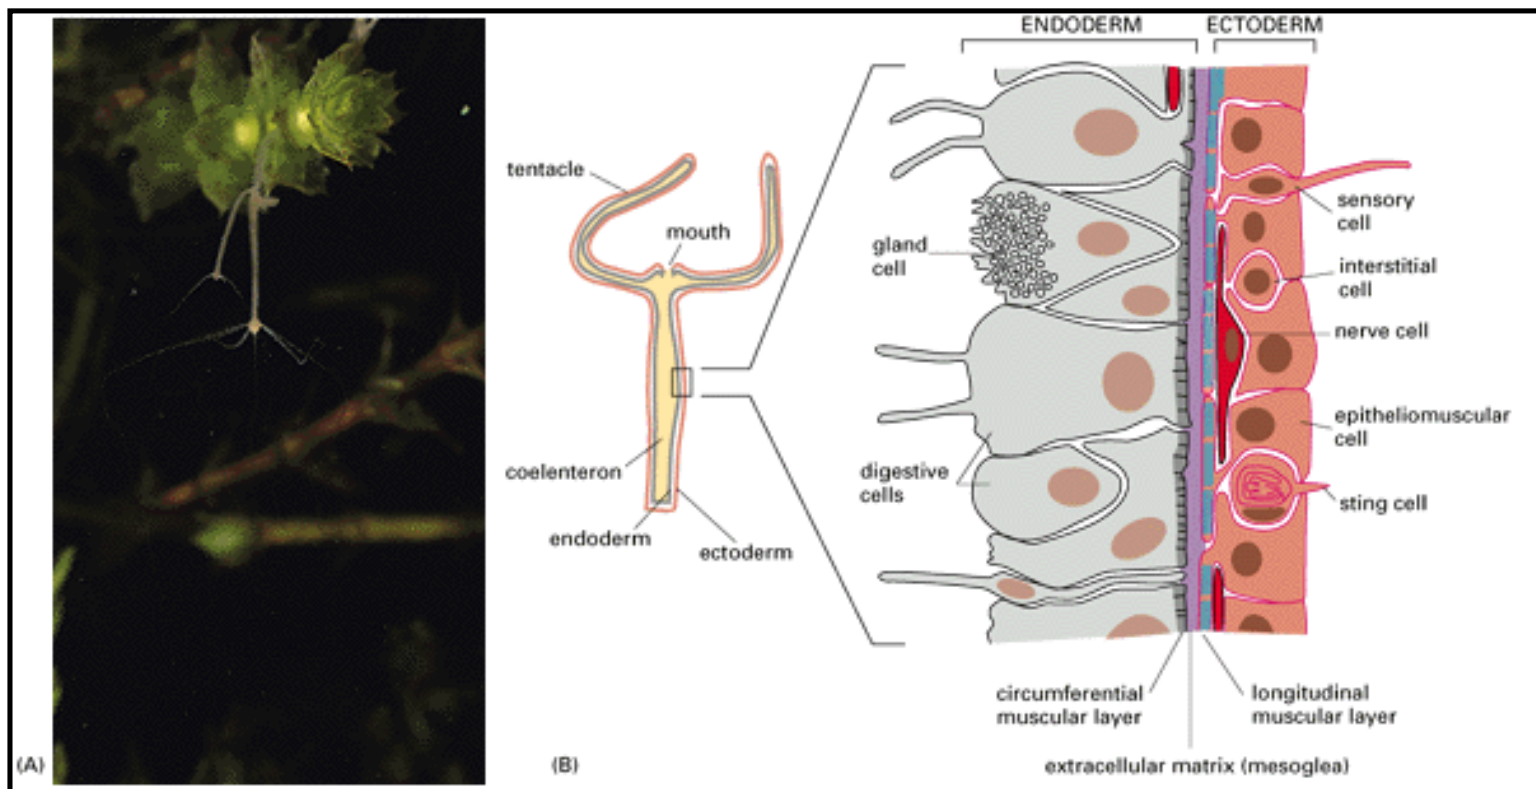 ENDODERM
ECTODERM
tentacle
mouth
coelenteron
endoderm
ectoderm
gland
cell
digestive
cells
sensory
cell
interstitial
cell
nerve cell
epitheliomuscular
cell
sting cell
circumferential
muscular layer
longitudinal
muscular layer
extracellular matrix (mesoglea)
(A)
(B)